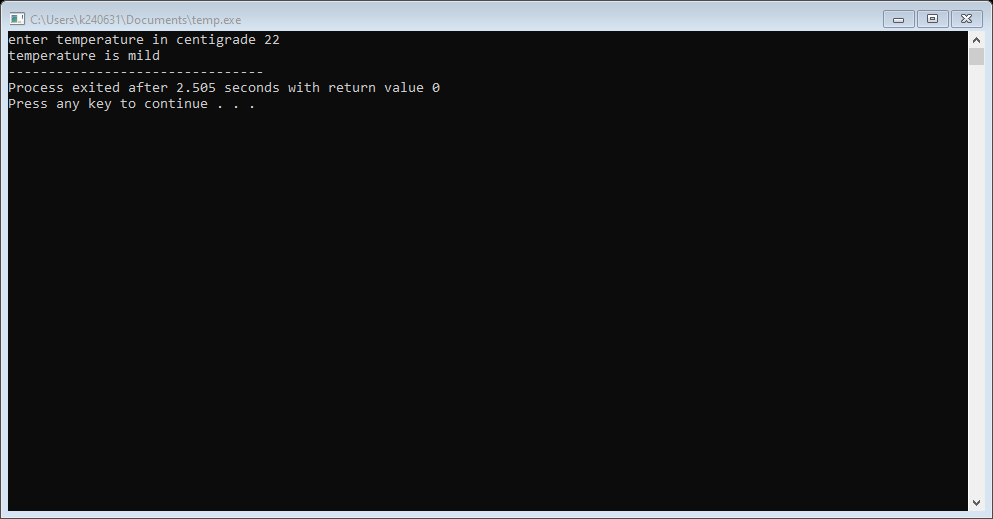 C:\Users\k240631\Documents\temp.exe
enter temperature in centigrade 22
temperature is mild
--------------------------------
Process exited after 2.505 seconds with return value 0
Press any key to continue . . .